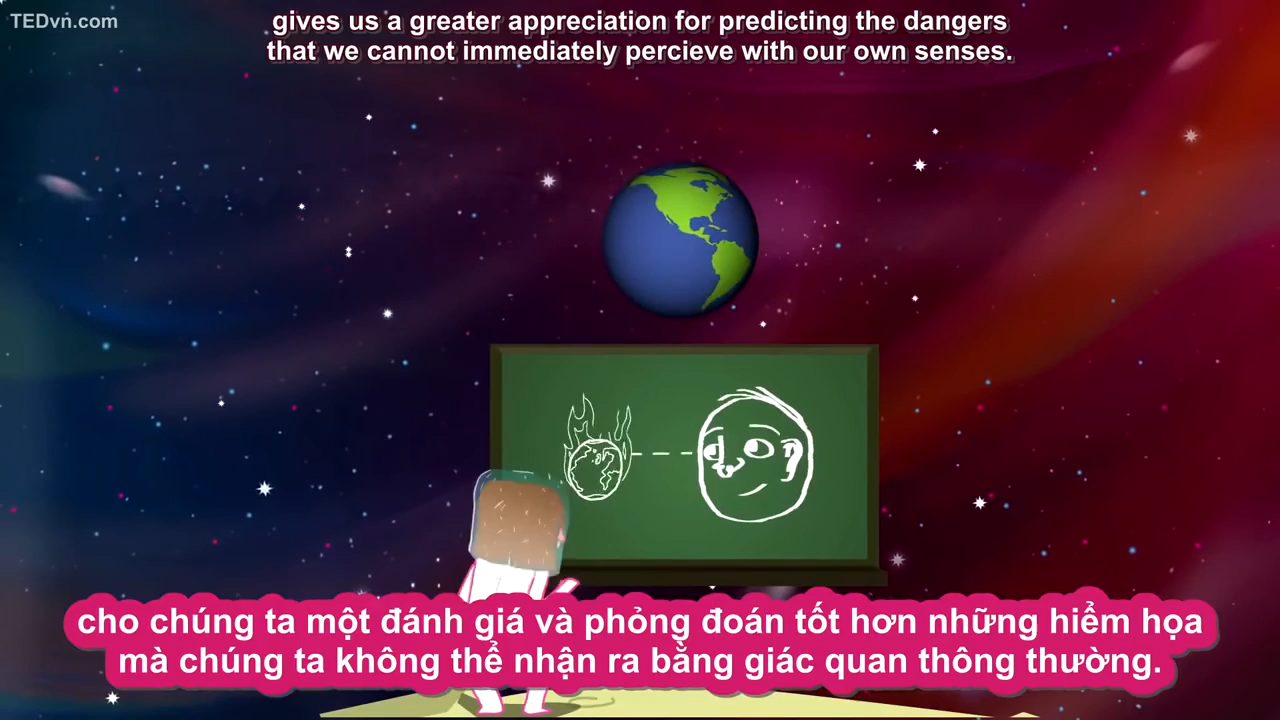 TEDvn.com
gives us a greater appreciation for predicting the dangers
that we cannot immediately percieve with our own senses.
cho chúng ta một đánh giá và phỏng đoán tốt hơn những hiểm họa
mà chúng ta không thể nhận ra bằng giác quan thông thường.